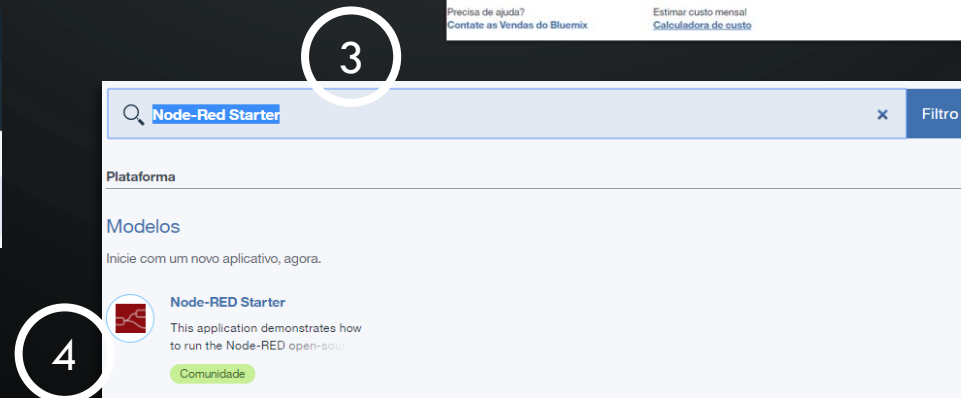 Precisa de ajuda?
Contate as Vendas do Bluemix
Estimar custo mensal
Calculadora de custo
3
Node-Red Starter
× Filtro
Plataforma
Modelos
Inicie com um novo aplicativo, agora.
Node-RED Starter
This application demonstrates how
to run the Node-RED open-sour
Comunidade
4